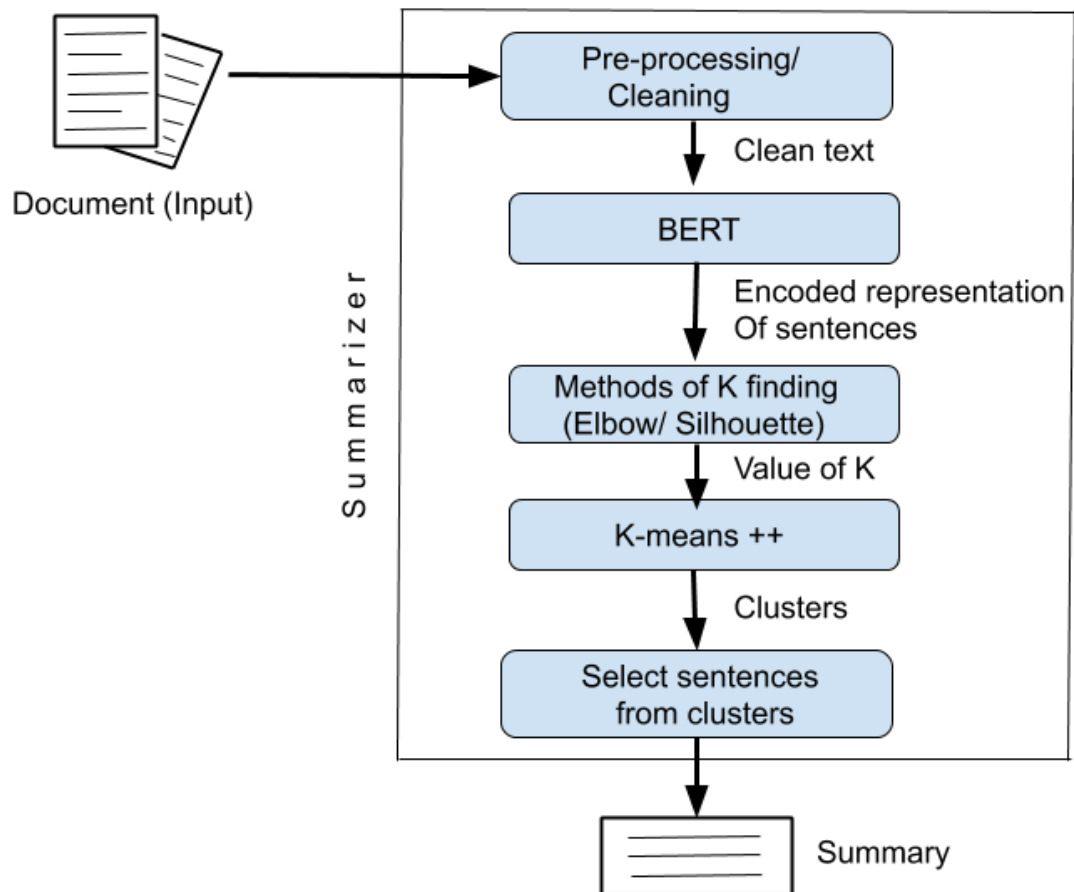 Pre-processing/
Cleaning
Clean text
Document (Input)
BERT
Encoded representation
Of sentences
Summarizer
Methods of K finding
(Elbow/ Silhouette)
Value of K
K-means ++
Clusters
Select sentences
from clusters
Summary